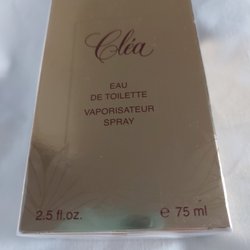 Cléa
EAU
DE TOILETTE
VAPORISATEUR
SPRAY
2.5 fl.oz. e 75 ml